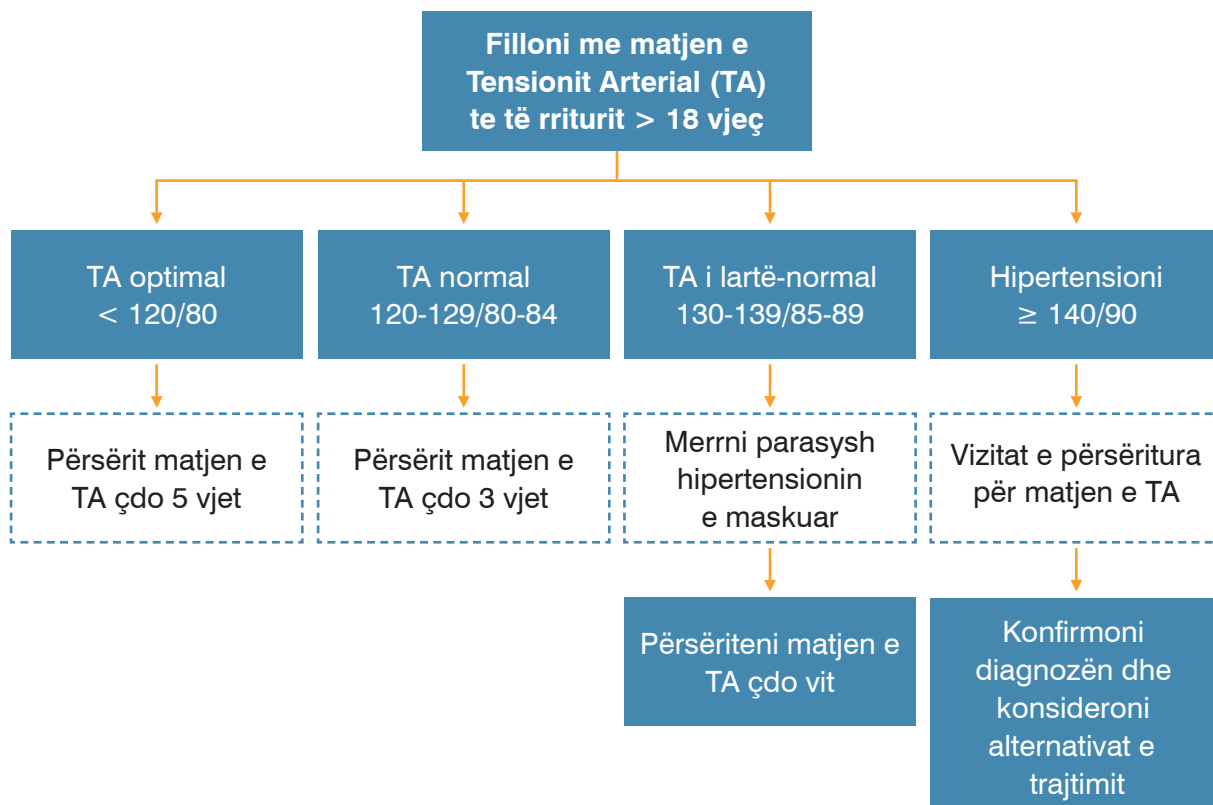 Filloni me matjen e
Tensionit Arterial (TA)
te të rriturit > 18 vjeç
TA optimal
< 120/80
TA normal
120-129/80-84
TA i lartë-normal
130-139/85-89
Hipertensioni
≥ 140/90
Përsërit matjen e
TA çdo 5 vjet
Përsërit matjen e
TA çdo 3 vjet
Merrni parasysh
hipertensionin
e maskuar
Vizitat e përsëritura
për matjen e TA
Përsëriteni matjen e
TA çdo vit
Konfirmoni
diagnozën dhe
konsideroni
alternativat e
trajtimit